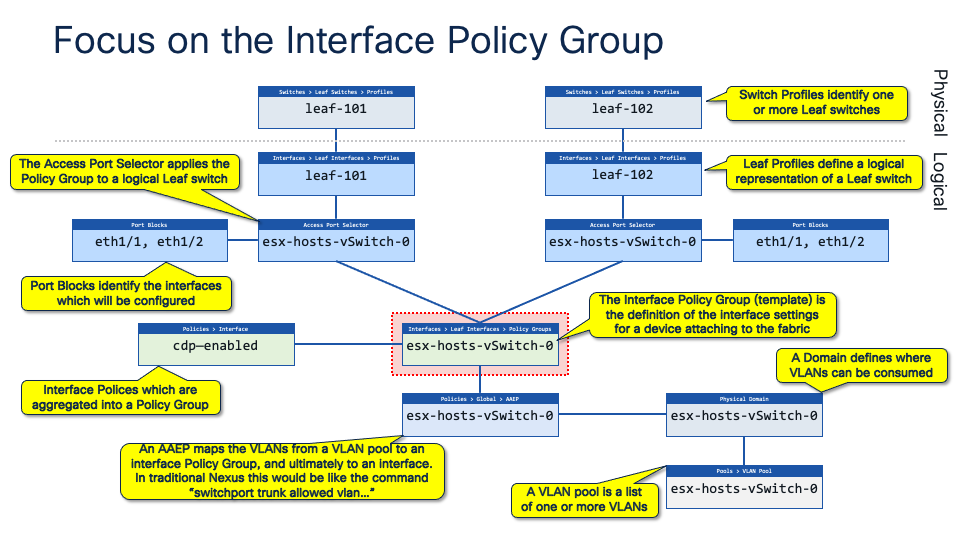 Focus on the Interface Policy Group
Physical
Logical
Switches > Leaf Switches > Profiles
leaf-101
Switches > Leaf Switches > Profiles
leaf-102
Switch Profiles identify one
or more Leaf switches
The Access Port Selector applies the
Policy Group to a logical Leaf switch
Interfaces > Leaf Interfaces > Profiles
leaf-101
Interfaces > Leaf Interfaces > Profiles
leaf-102
Leaf Profiles define a logical
representation of a Leaf switch
Port Blocks
eth1/1, eth1/2
Access Port Selector
esx-hosts-vSwitch-0
Access Port Selector
esx-hosts-vSwitch-0
Port Blocks
eth1/1, eth1/2
Port Blocks identify the interfaces
which will be configured
The Interface Policy Group (template) is
the definition of the interface settings
for a device attaching to the fabric
Policies > Interface
cdp–enabled
Interfaces > Leaf Interfaces > Policy Groups
esx-hosts-vSwitch-0
A Domain defines where
VLANs can be consumed
Interface Polices which are
aggregated into a Policy Group
Policies > Global > AAEP
esx-hosts-vSwitch-0
Physical Domain
esx-hosts-vSwitch-0
An AAEP maps the VLANs from a VLAN pool to an
Interface Policy Group, and ultimately to an interface.
In traditional Nexus this would be like the command
“switchport trunk allowed vlan…”
Pools > VLAN Pool
esx-hosts-vSwitch-0
A VLAN pool is a list
of one or more VLANs